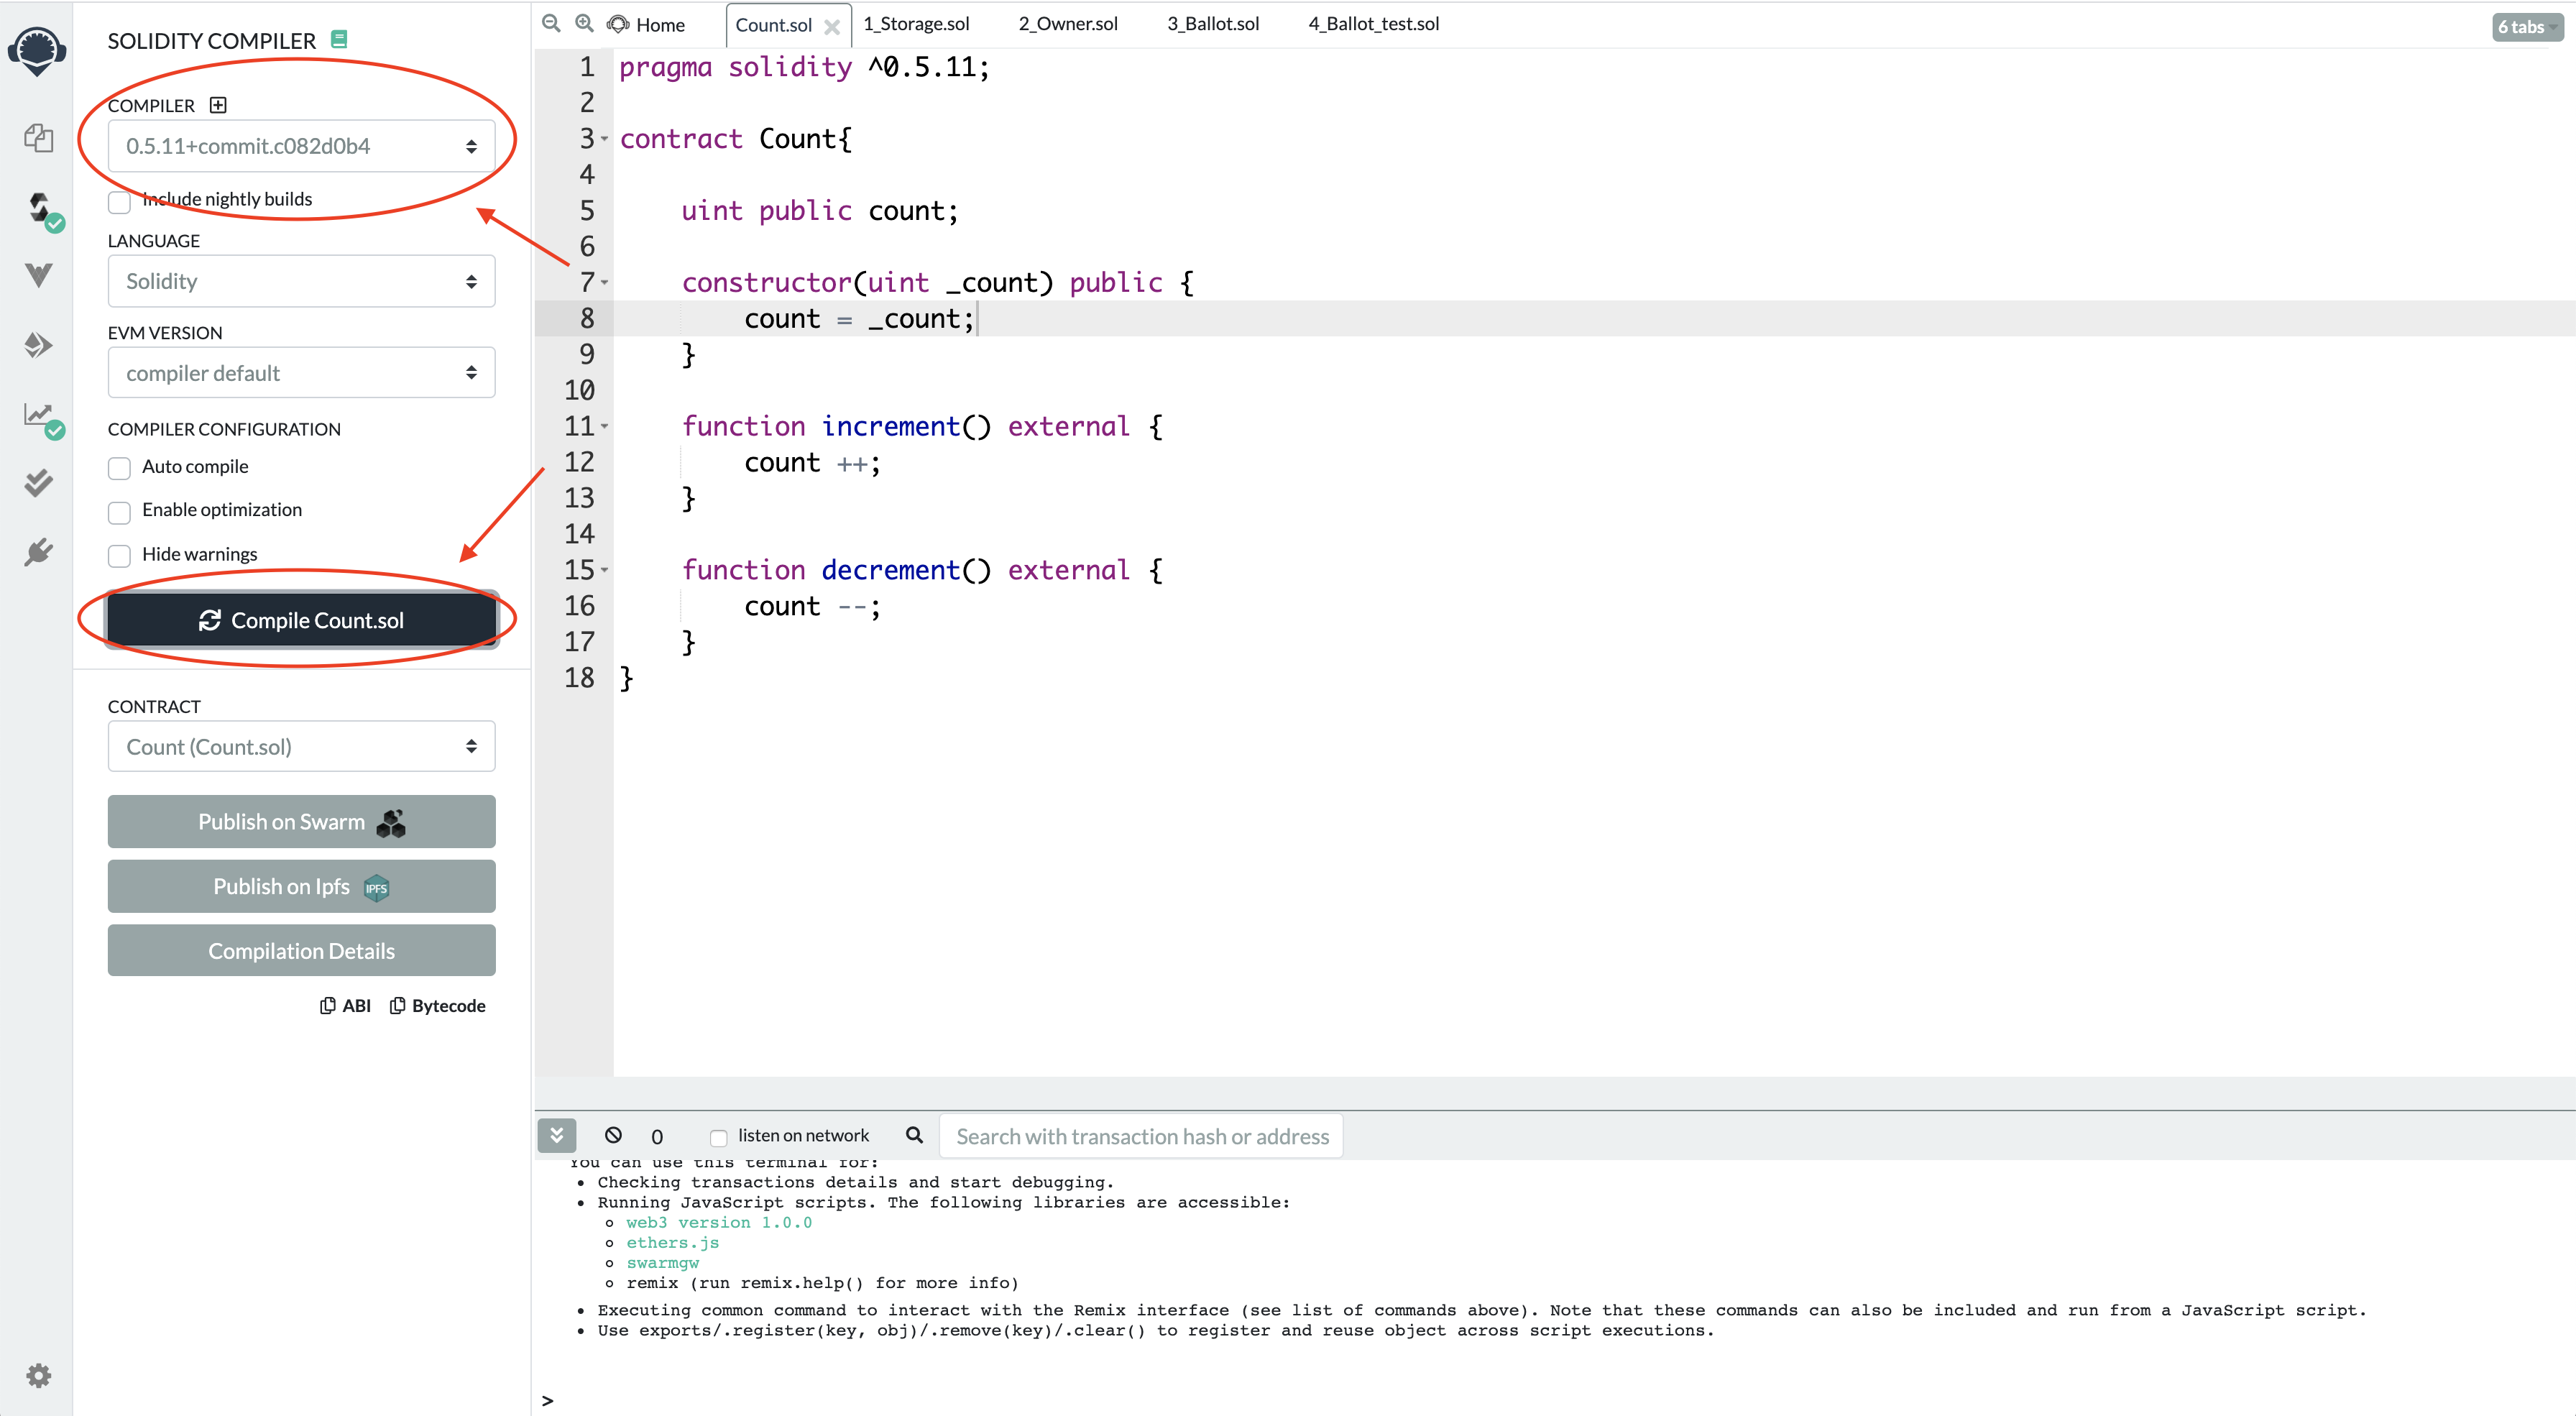 SOLIDITY COMPILER
COMPILER
0.5.11+commit.c082d0b4
Include nightly builds
LANGUAGE
Solidity
EVM VERSION
compiler default
COMPILER CONFIGURATION
Auto compile
Enable optimization
Hide warnings
Compile Count.sol
CONTRACT
Count (Count.sol)
Publish on Swarm
Publish on Ipfs IPFS
Compilation Details
ABI Bytecode
Home Count.sol 1_Storage.sol 2_Owner.sol 3_Ballot.sol 4_Ballot_test.sol 6 tabs
1 pragma solidity ^0.5.11;
2
3 contract Count{
4
5 uint public count;
6
7 constructor(uint _count) public {
8 count = _count;
9 }
10
11 function increment() external {
12 count ++;
13 }
14
15 function decrement() external {
16 count --;
17 }
18 }
0 listen on network Search with transaction hash or address
You can use this terminal for:
• Checking transactions details and start debugging.
• Running JavaScript scripts. The following libraries are accessible:
web3 version 1.0.0
ethers.js
swarmgw
remix (run remix.help() for more info)
• Executing common command to interact with the Remix interface (see list of commands above). Note that these commands can also be included and run from a JavaScript script.
• Use exports/.register(key, obj)/.remove(key)/.clear() to register and reuse object across script executions.
>